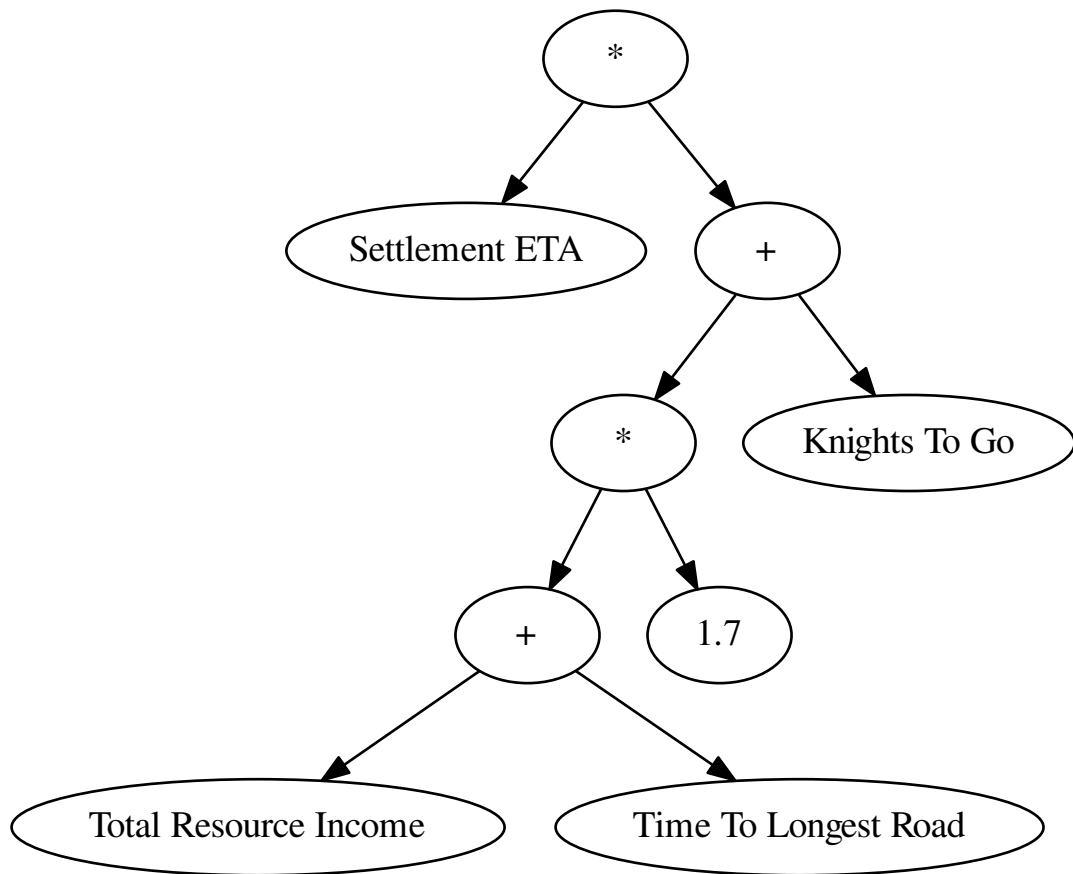 *
Settlement ETA
+
*
Knights To Go
+
1.7
Total Resource Income
Time To Longest Road